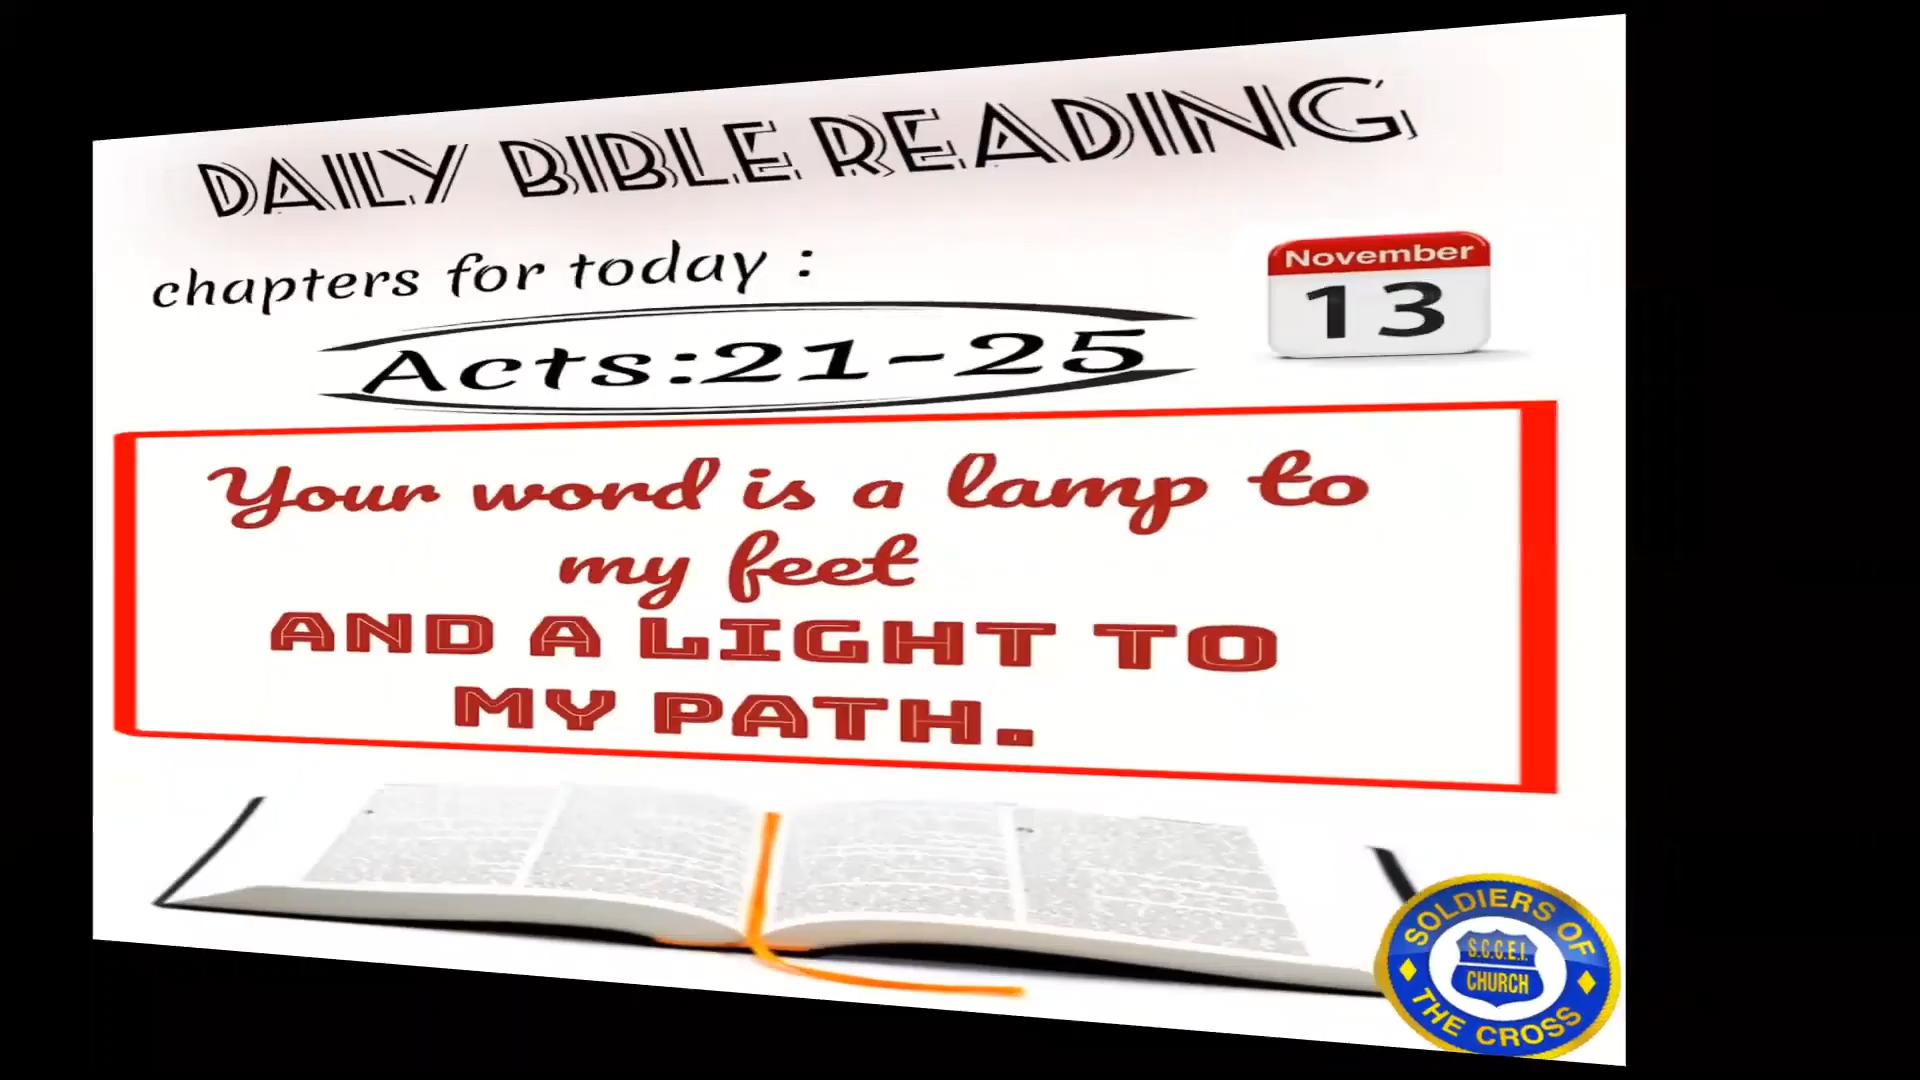 DAILY BIBLE READING
chapters for today :
November
13
Acts:21-25
Your word is a lamp to
my feet
AND A LIGHT TO
MY PATH.
SOLDIERS OF
S.C.C.E.I.
CHURCH
THE CROSS